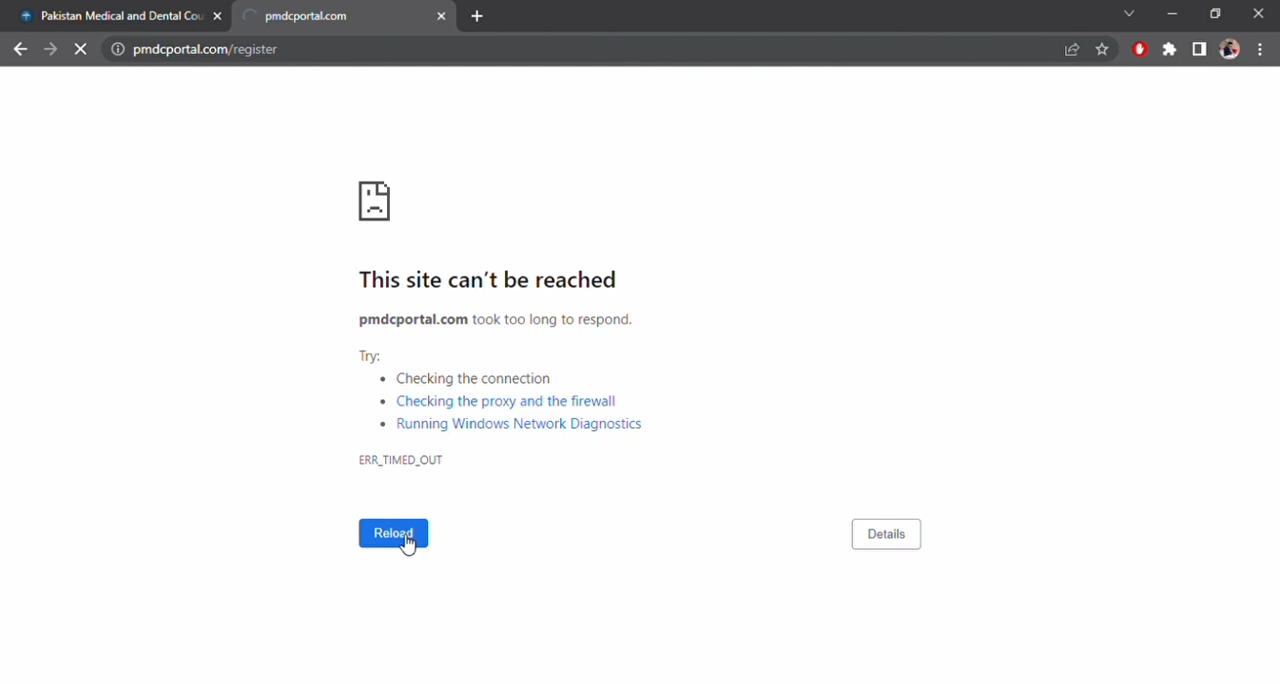 Pakistan Medical and Dental Cou
pmdcportal.com
pmdcportal.com/register
This site can't be reached
pmdcportal.com took too long to respond.
Try:
• Checking the connection
• Checking the proxy and the firewall
• Running Windows Network Diagnostics
ERR_TIMED_OUT
Reload
Details